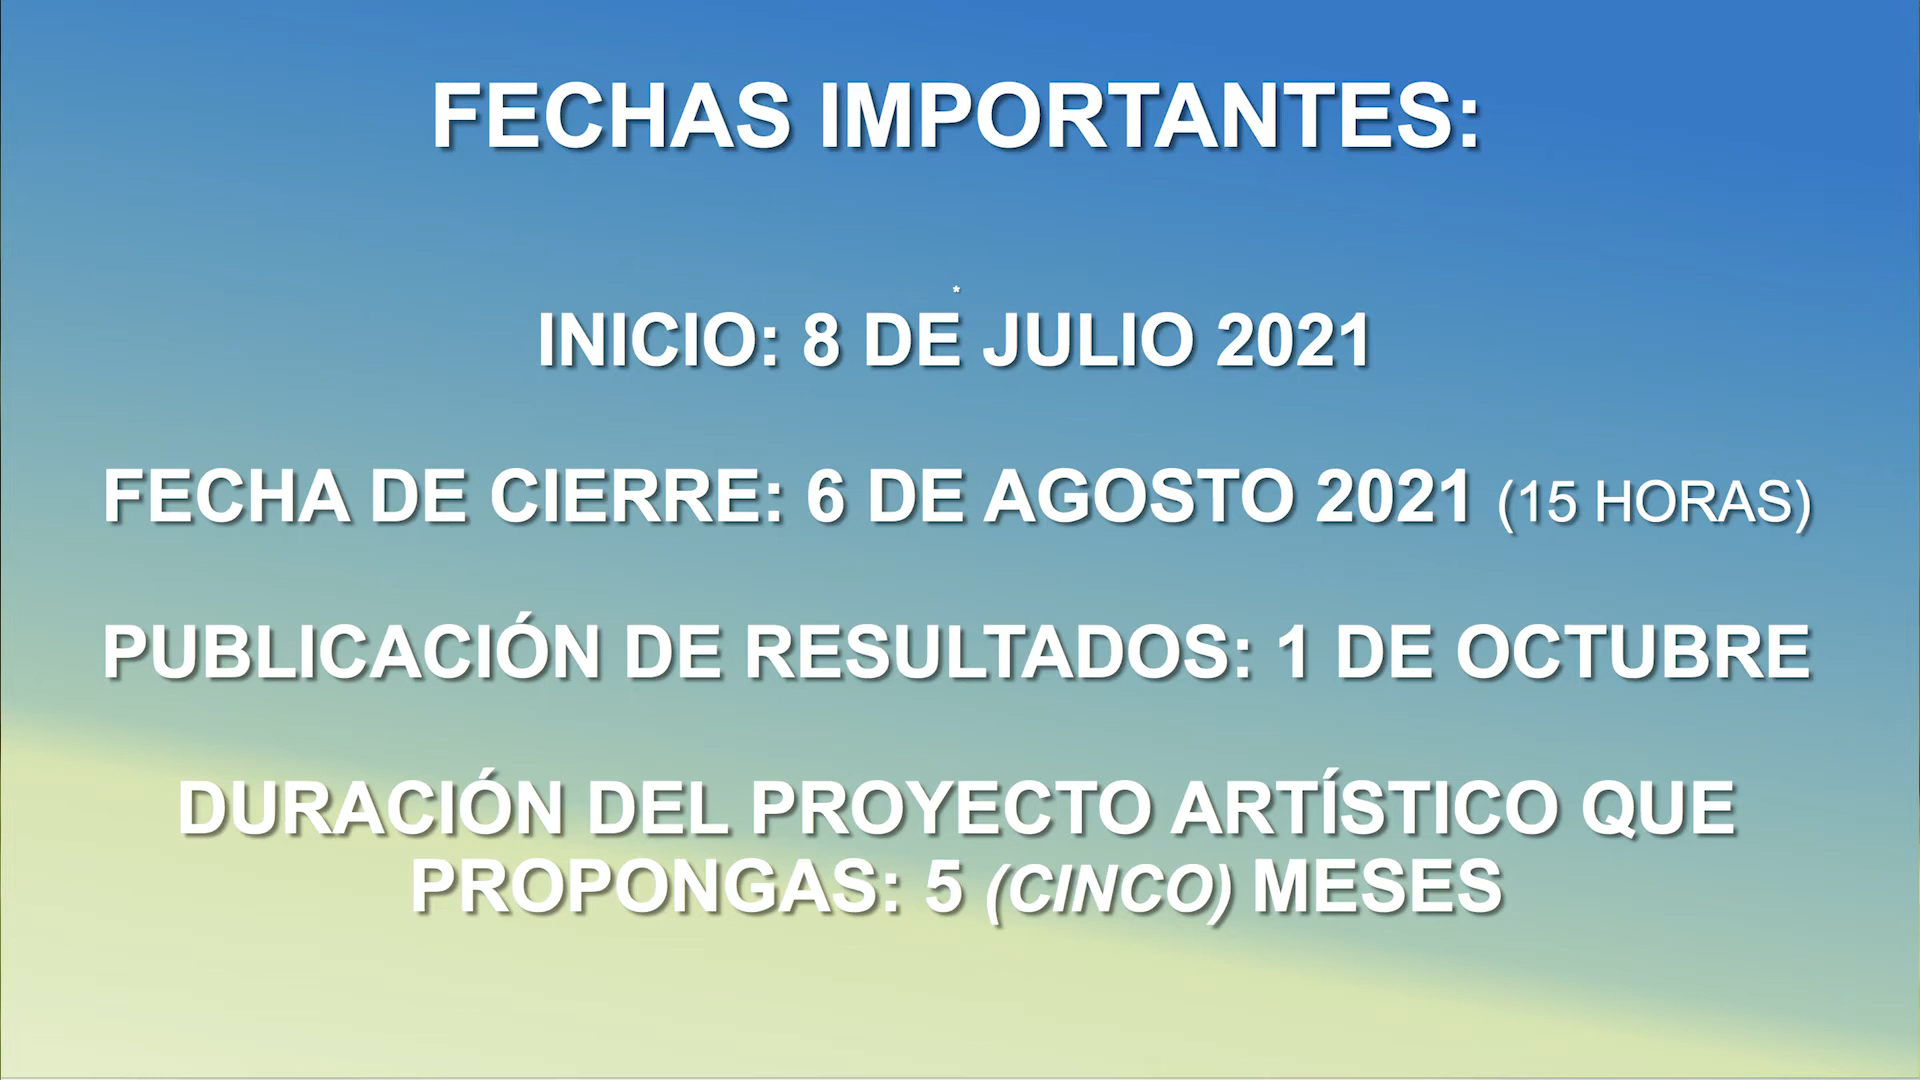 FECHAS IMPORTANTES:
*
INICIO: 8 DE JULIO 2021
FECHA DE CIERRE: 6 DE AGOSTO 2021 (15 HORAS)
PUBLICACIÓN DE RESULTADOS: 1 DE OCTUBRE
DURACIÓN DEL PROYECTO ARTÍSTICO QUE
PROPONGAS: 5 (CINCO) MESES